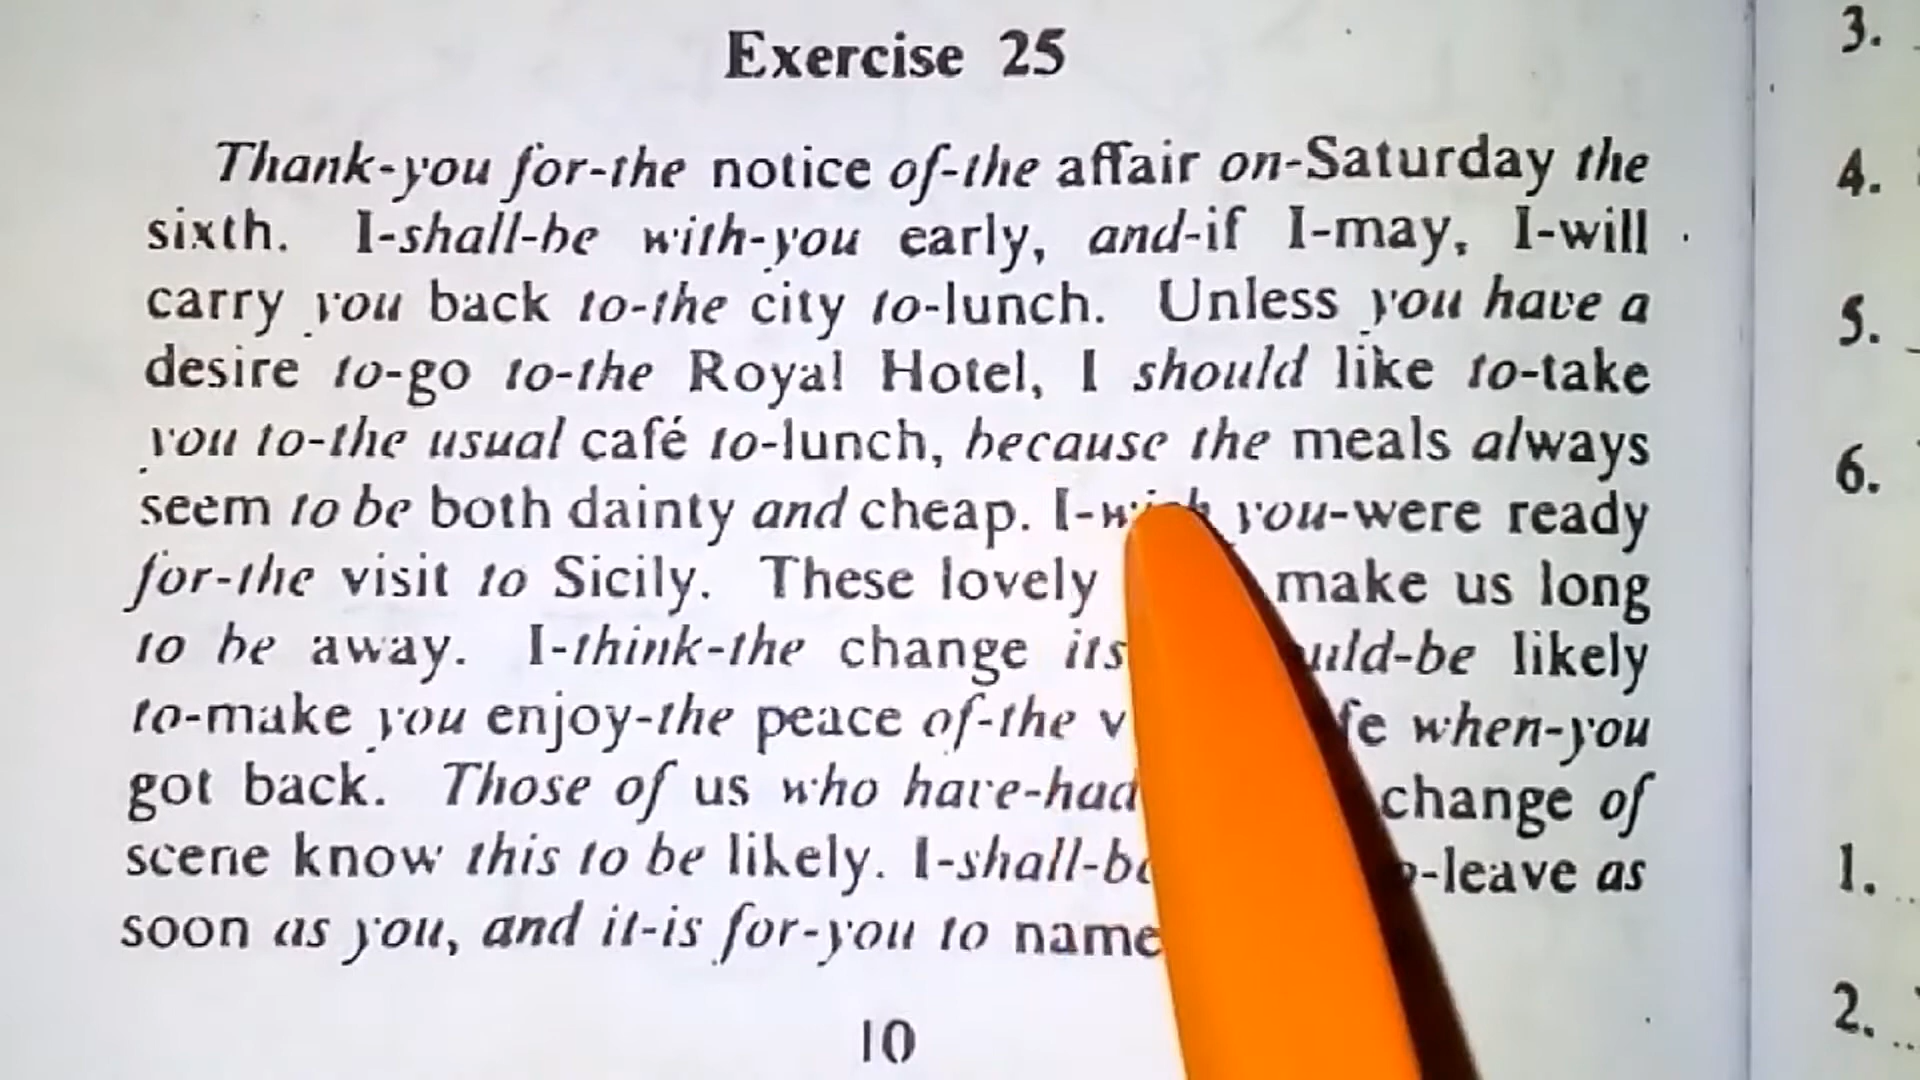 Exercise 25
Thank-you for-the notice of-the affair on-Saturday the
sixth. I-shall-be with-you early, and-if I-may, I-will
carry you back to-the city to-lunch. Unless you have a
desire to-go to-the Royal Hotel, I should like to-take
you to-the usual café to-lunch, because the meals always
seem to be both dainty and cheap. I-wish you-were ready
for-the visit to Sicily. These lovely make us long
to be away. I-think-the change likely
to-make you enjoy-the peace of-the when-you
got back. Those of us who have-had change of
scene know this to be likely. leave as
soon as you, and it-is for-you to name
10
3.
4.
5.
6.
1.
2.